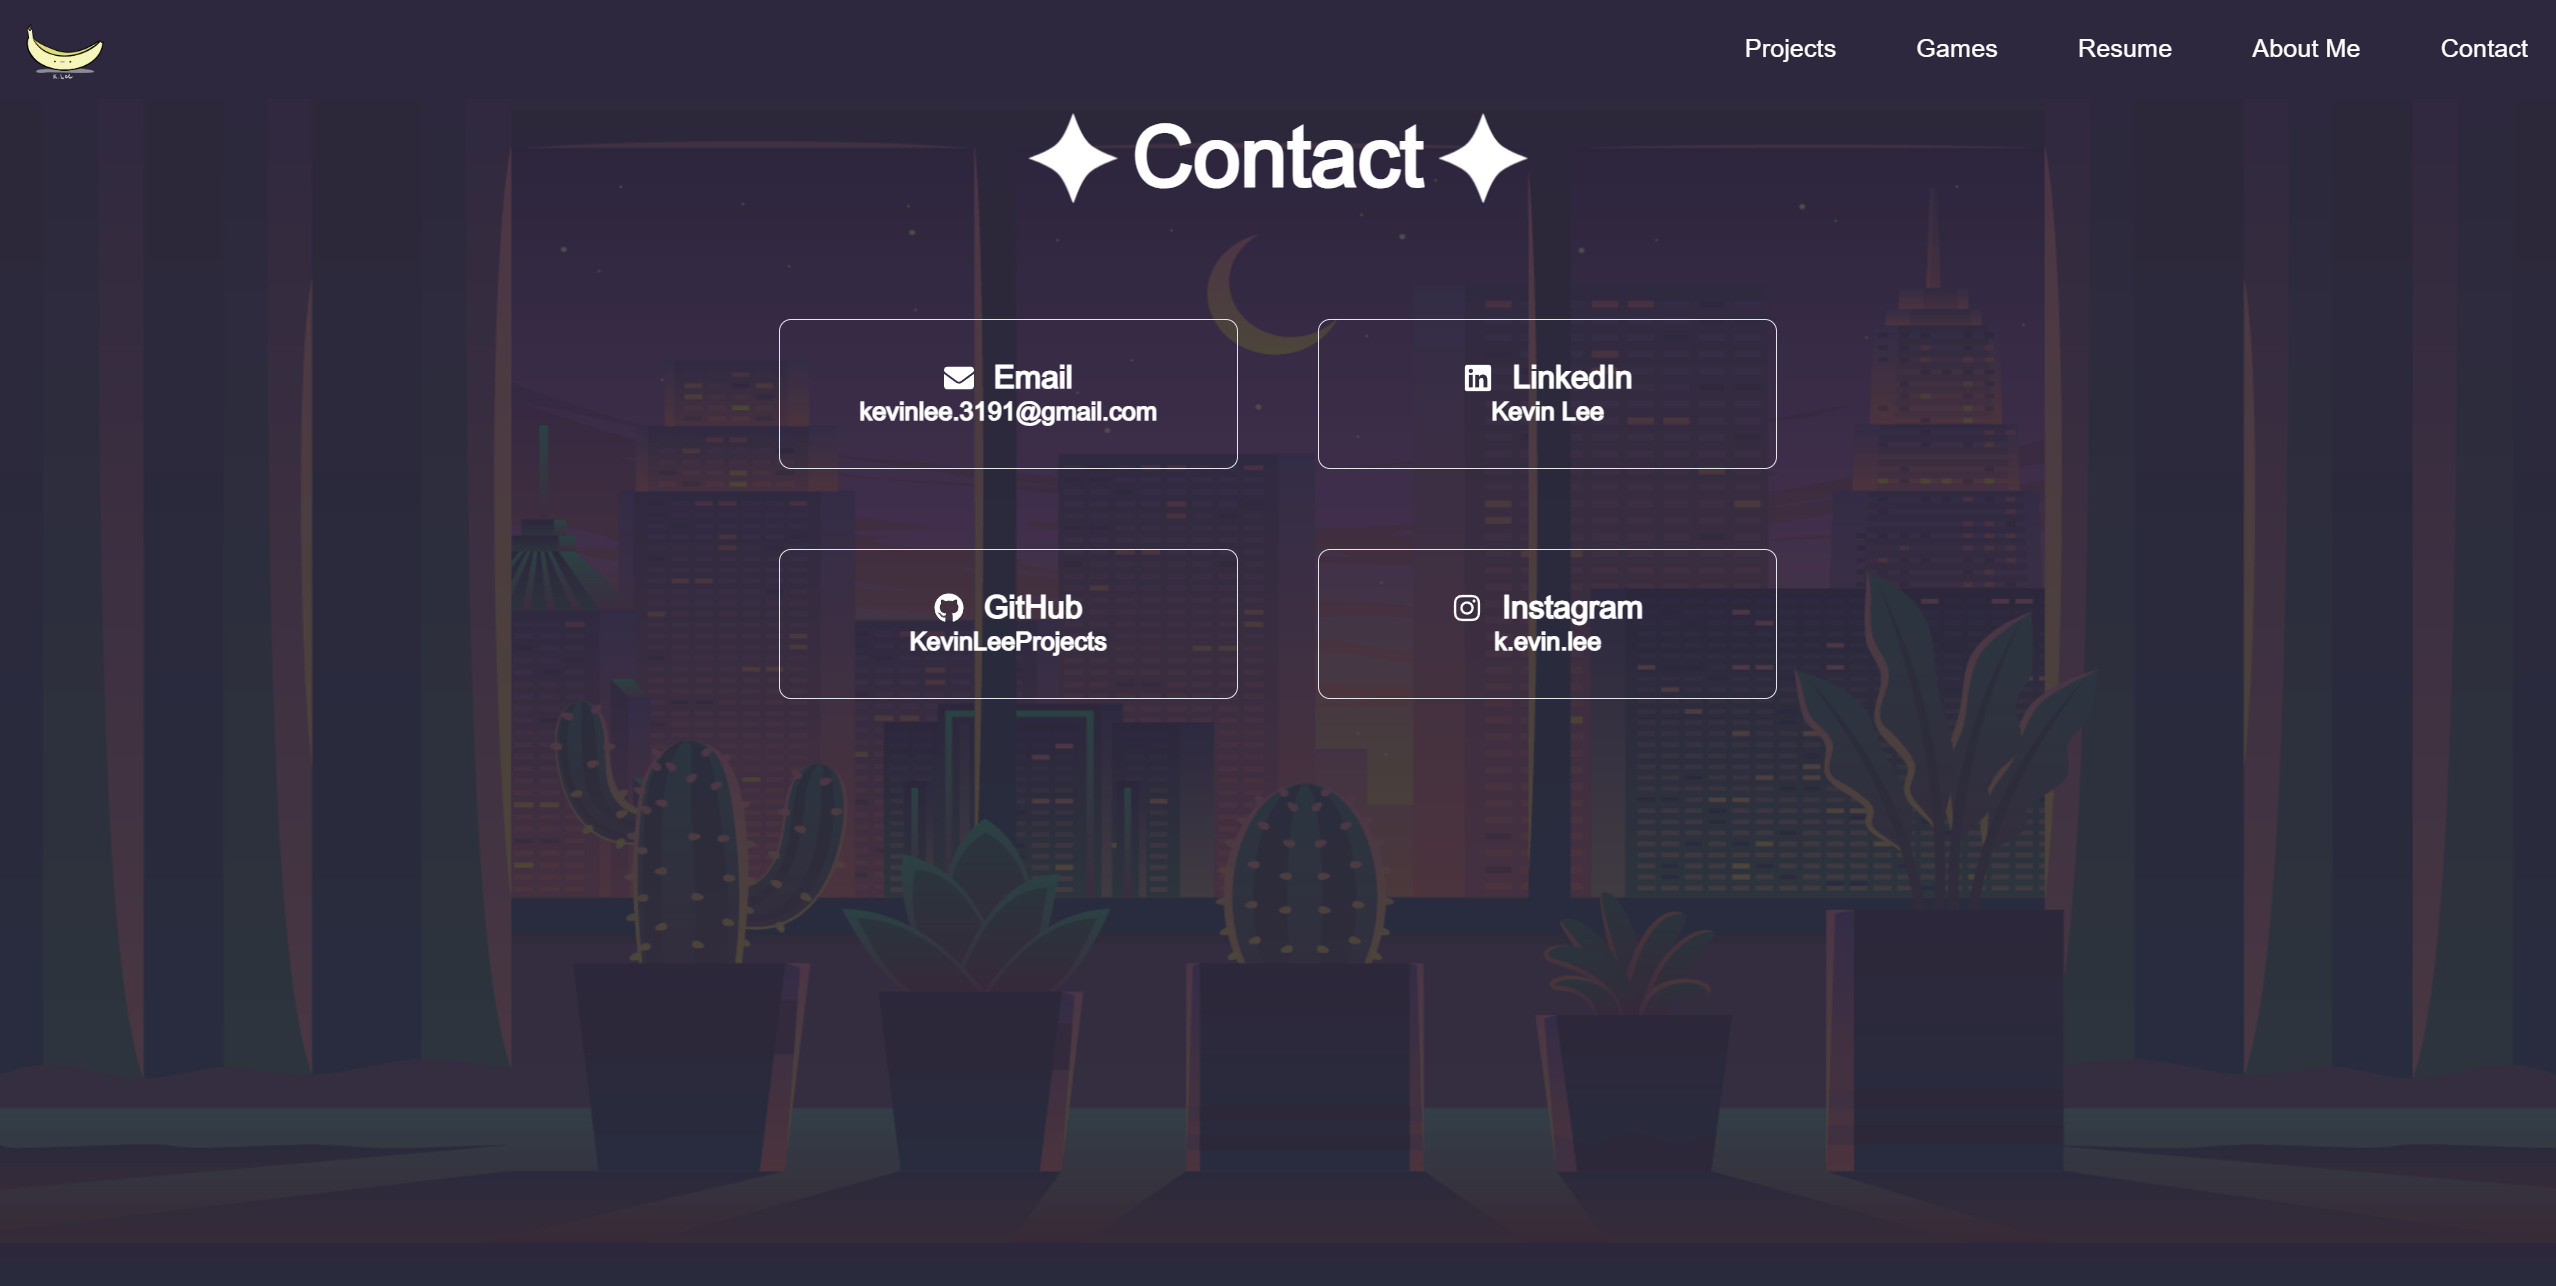 K. Lee
Projects Games Resume About Me Contact
Contact
Email
kevinlee.3191@gmail.com
LinkedIn
Kevin Lee
GitHub
KevinLeeProjects
Instagram
k.evin.lee